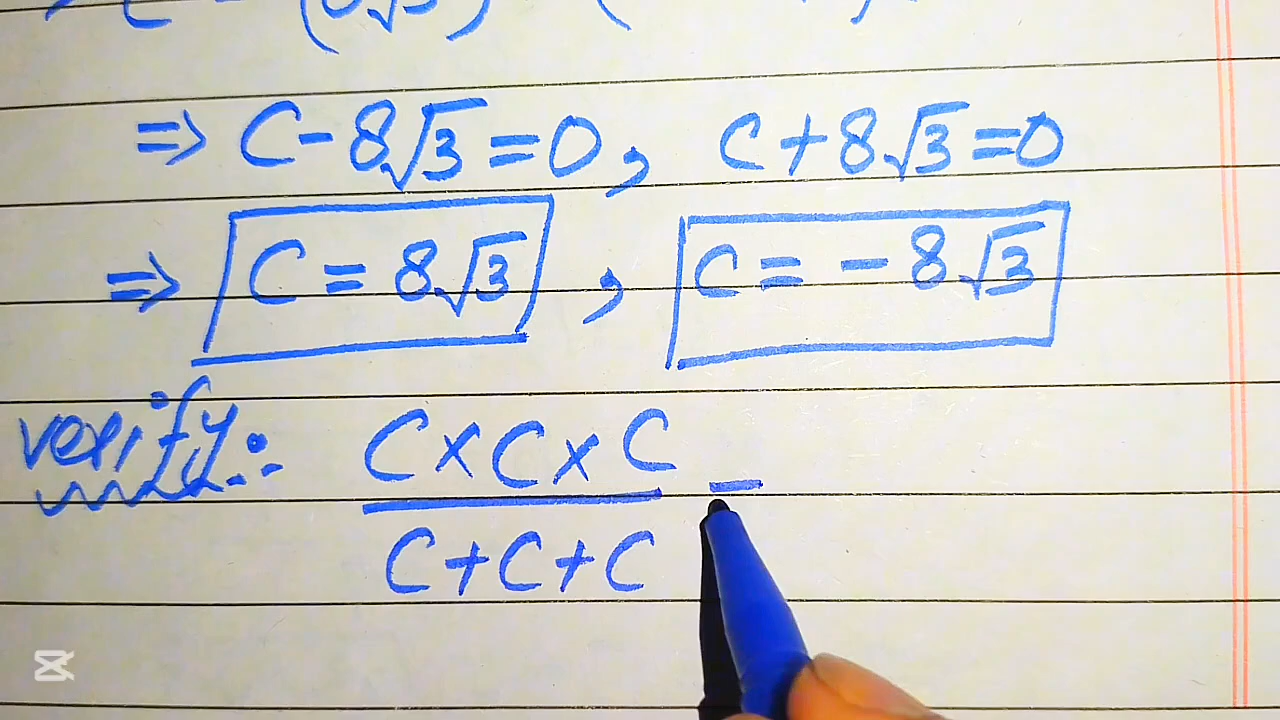 => C - 8√3 = 0, C + 8√3 = 0
=> C = 8√3, C = - 8√3
verify:- C × C × C
C + C + C